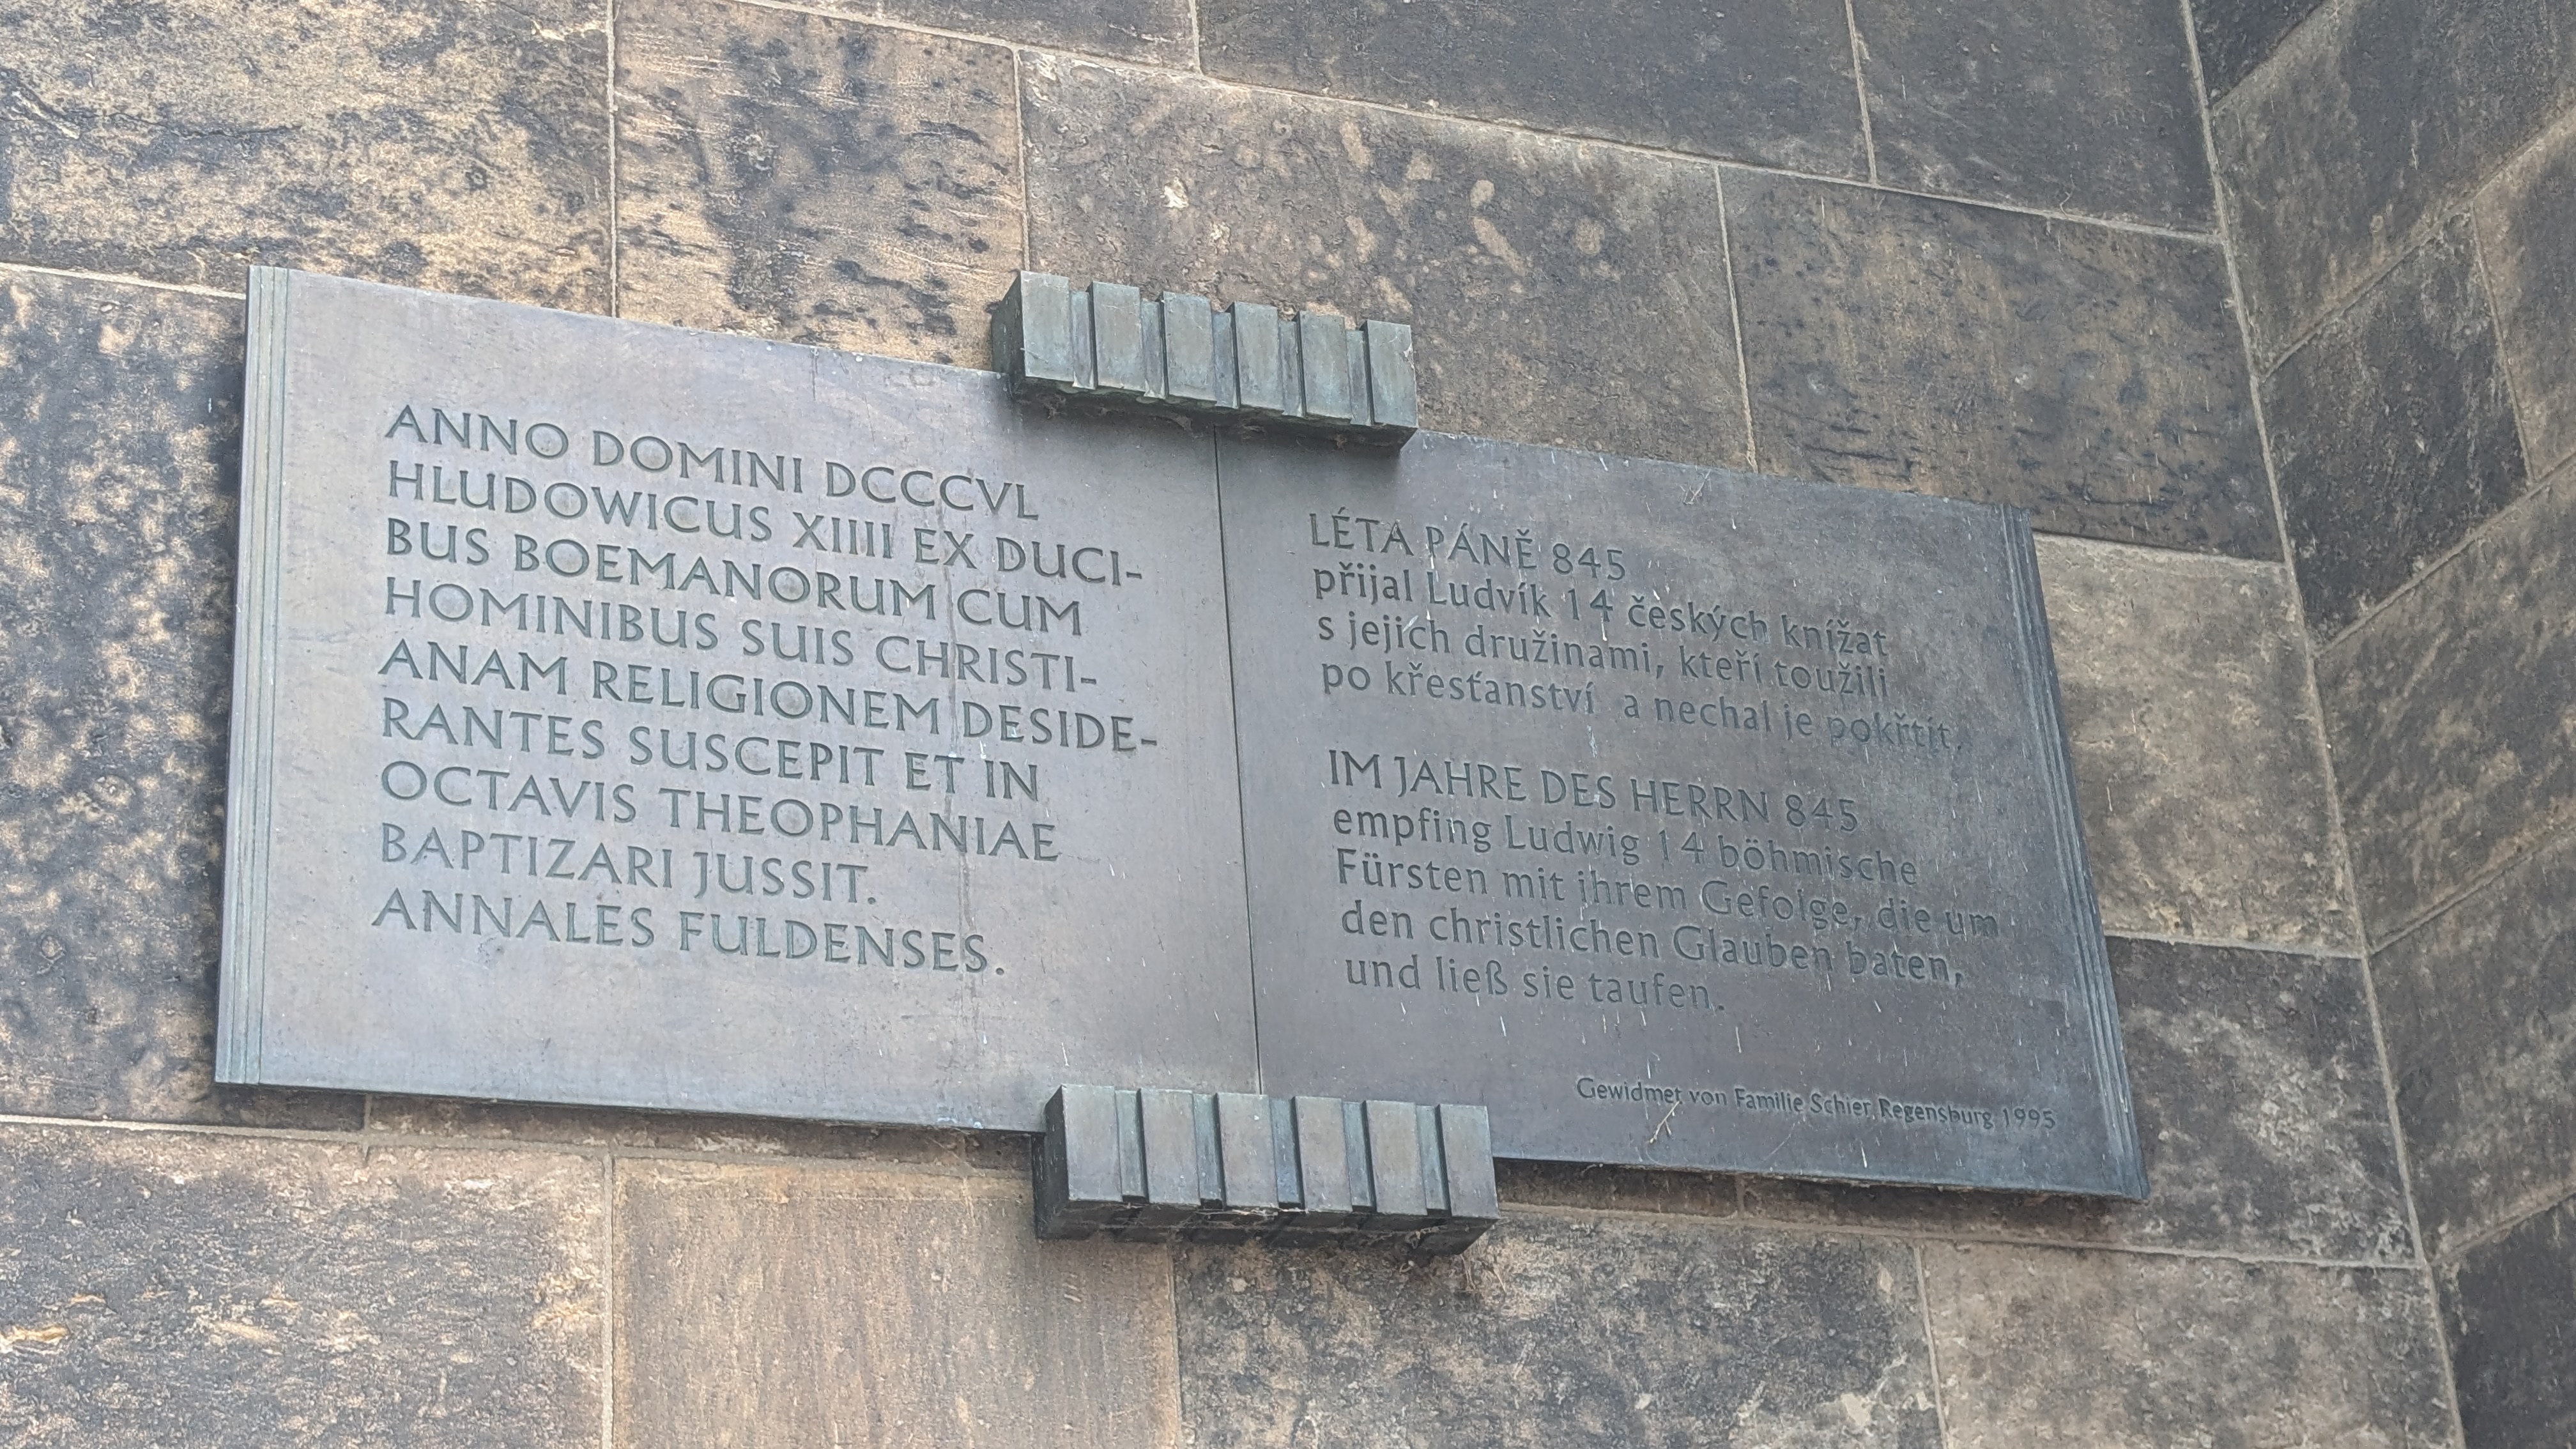 ANNO DOMINI DCCCVL
HLUDOWICUS XIIII EX DUCI-
BUS BOEMANORUM CUM
HOMINIBUS SUIS CHRISTI-
ANAM RELIGIONEM DESIDE-
RANTES SUSCEPIT ET IN
OCTAVIS THEOPHANIAE
BAPTIZARI JUSSIT.
ANNALES FULDENSES.
LÉTA PÁNĚ 845
přijal Ludvík 14 českých knížat
s jejich družinami, kteří toužili
po křesťanství a nechal je pokřtít.
IM JAHRE DES HERRN 845
empfing Ludwig 14 böhmische
Fürsten mit ihrem Gefolge, die um
den christlichen Glauben baten,
und ließ sie taufen.
Gewidmet von Familie Schier, Regensburg 1995